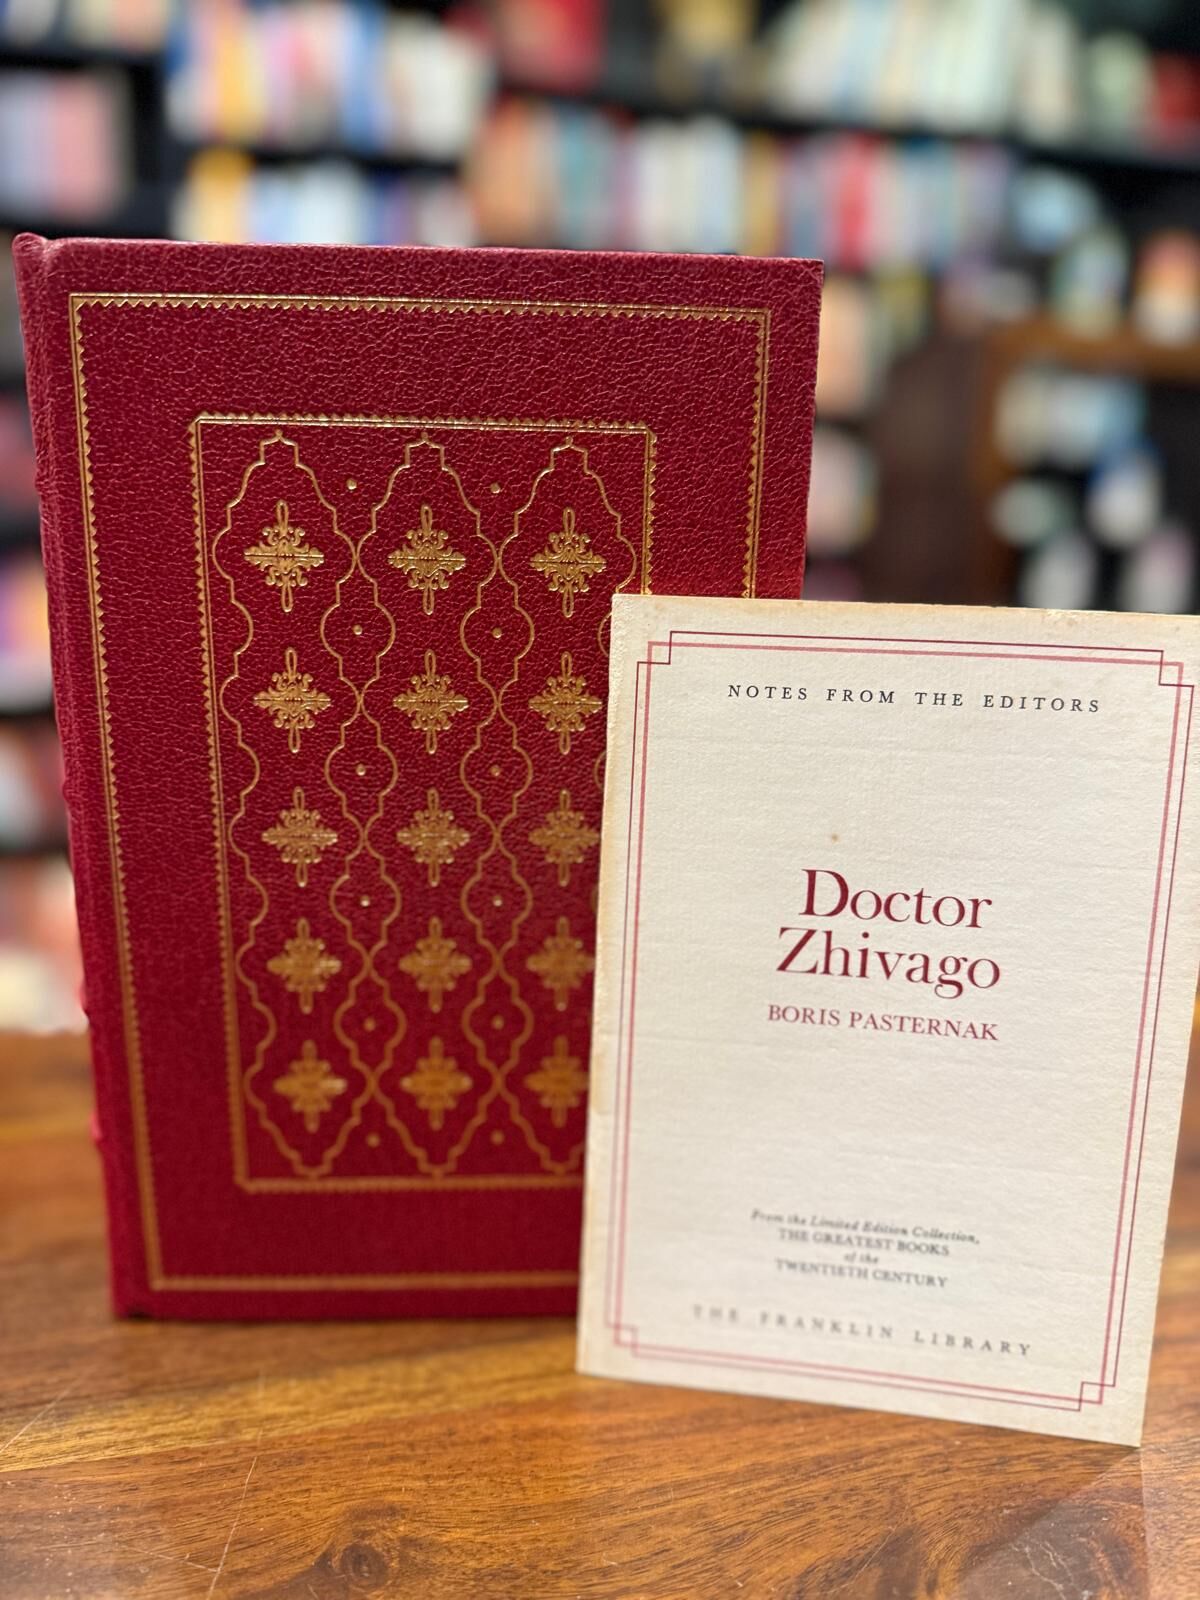 NOTES FROM THE EDITORS
Doctor
Zhivago
BORIS PASTERNAK
From the Limited Edition Collection,
THE GREATEST BOOKS
of the
TWENTIETH CENTURY
THE FRANKLIN LIBRARY